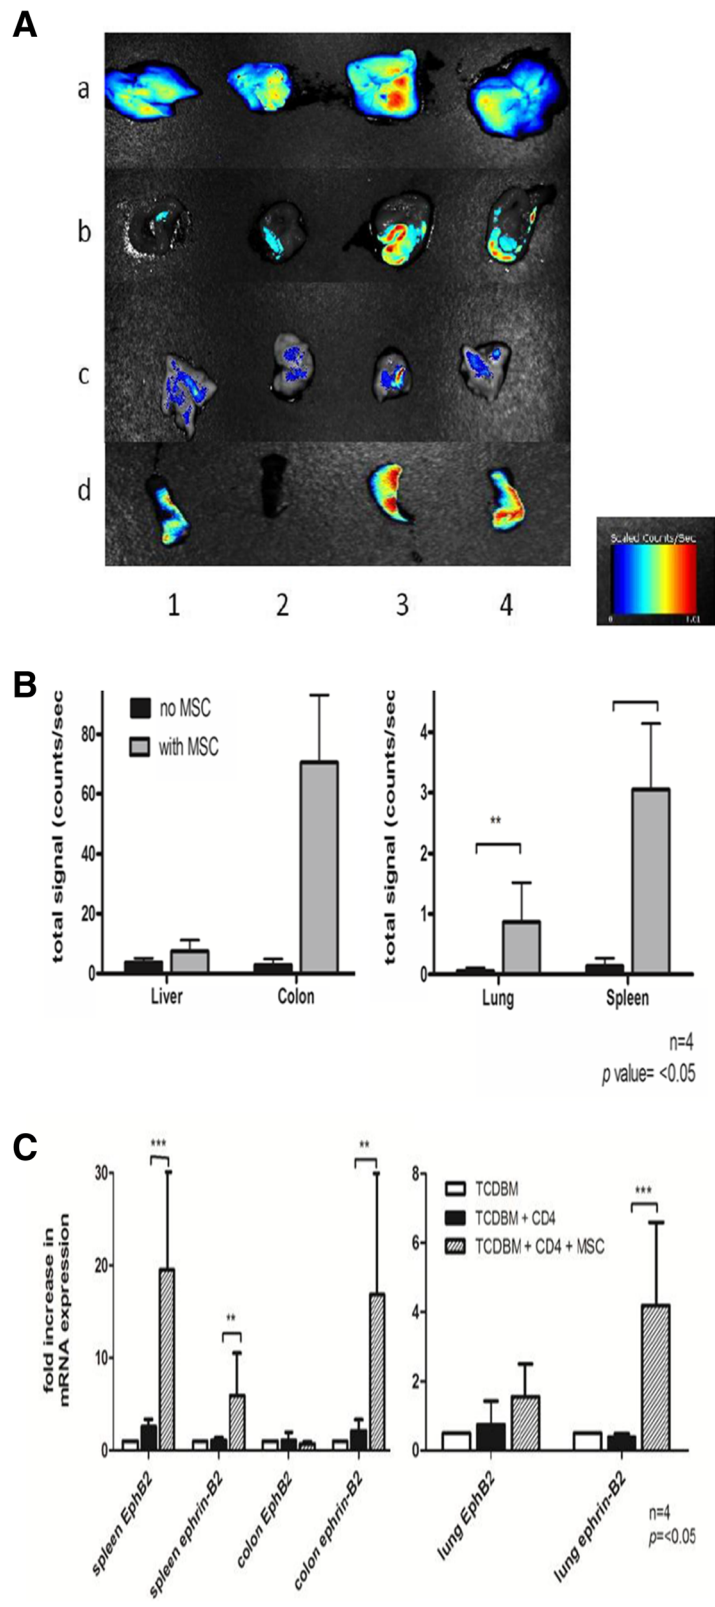 A
a
b
c
d
1 2 3 4
Scaled Counts/Sec
0 1.01
B
total signal (counts/sec
80
60
40
20
0
no MSC
with MSC
Liver Colon
total signal (counts/sec
4
3
2
1
0
**
Lung Spleen
n=4
p value= <0.05
C
fold increase in
mRNA expression
30
20
10
0
***
**
**
spleen EphB2
spleen ephrin-B2
colon EphB2
colon ephrin-B2
8
6
4
2
0
TCDBM
TCDBM + CD4
TCDBM + CD4 + MSC
***
lung EphB2
lung ephrin-B2
n=4
p=<0.05